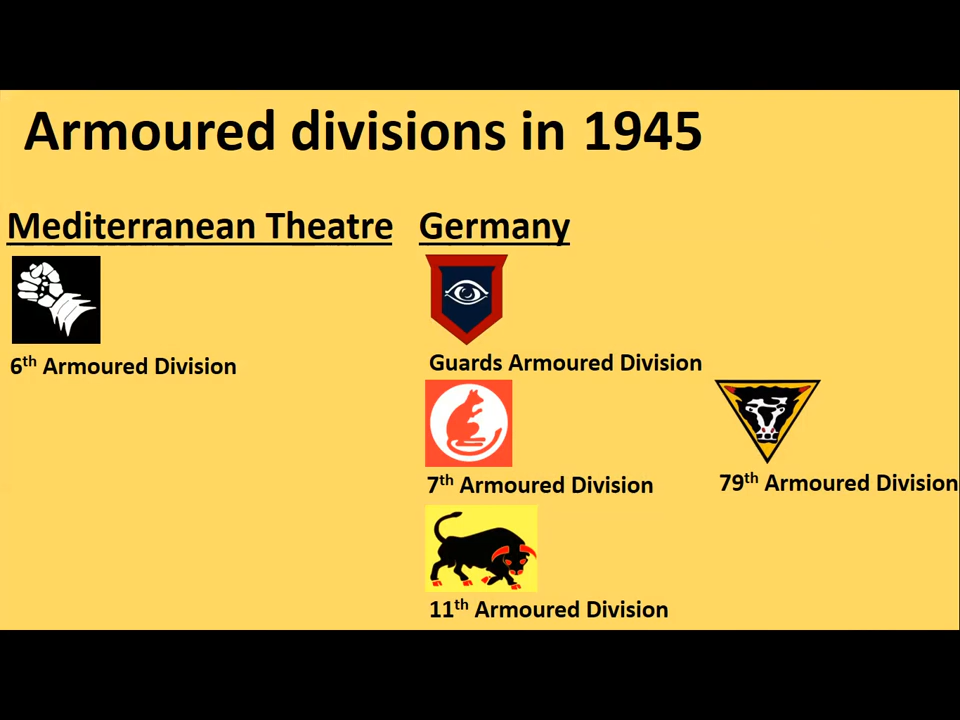 Armoured divisions in 1945
Mediterranean Theatre Germany
6th Armoured Division
Guards Armoured Division
7th Armoured Division
79th Armoured Division
11th Armoured Division